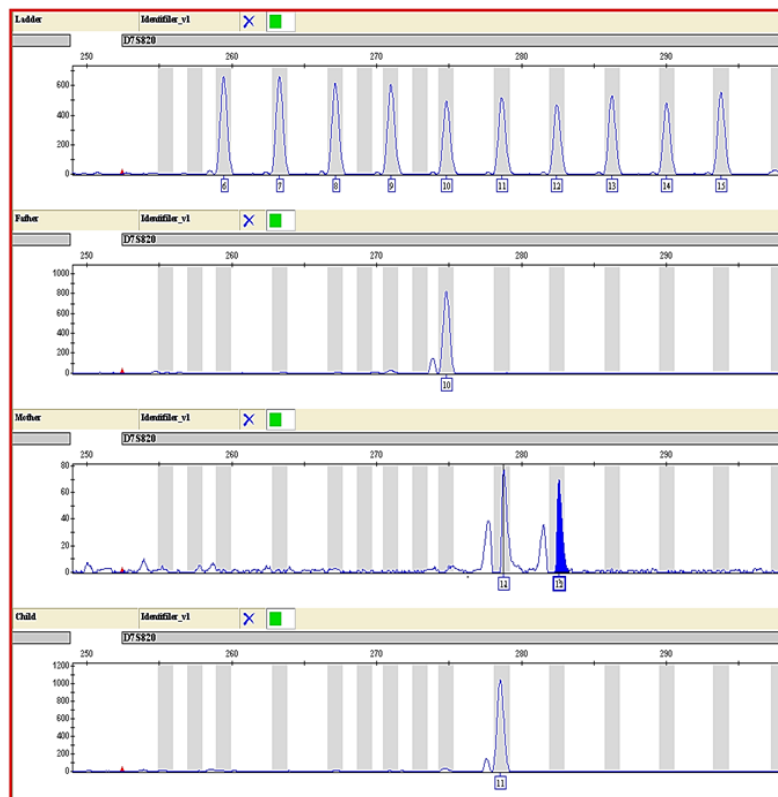 Ladder Identifiler_v1
D7S820
250 260 270 280 290
600
400
200
0
6 7 8 9 10 11 12 13 14 15
Father Identifiler_v1
D7S820
250 260 270 280 290
1000
800
600
400
200
0
10
Mother Identifiler_v1
D7S820
250 260 270 280 290
80
60
40
20
0
11 12
Child Identifiler_v1
D7S820
250 260 270 280 290
1200
1000
800
600
400
200
0
11